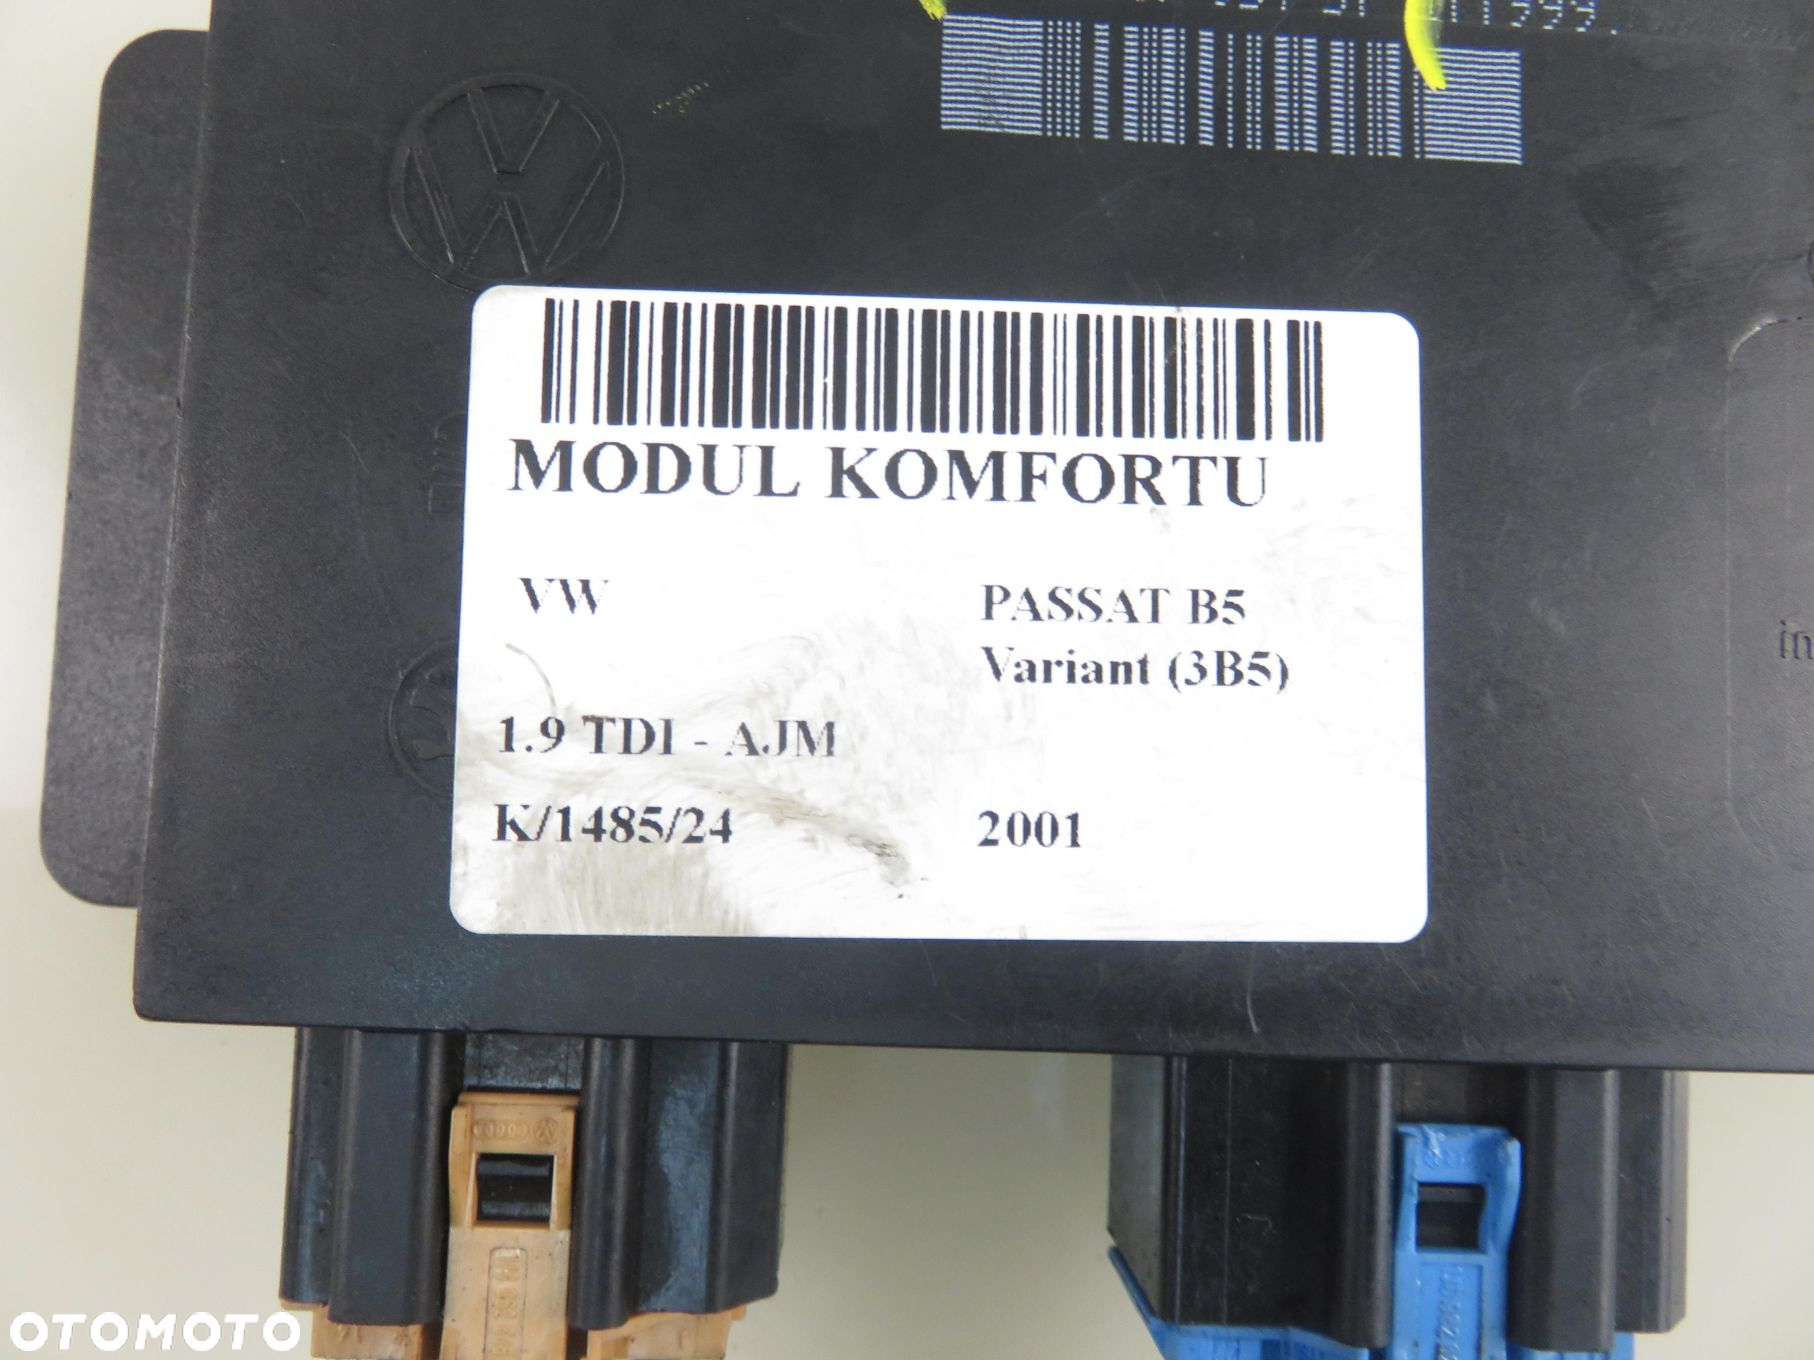 MODUL KOMFORTU
VW
PASSAT B5
Variant (3B5)
1.9 TDI - AJM
K/1485/24
2001
OTOMOTO